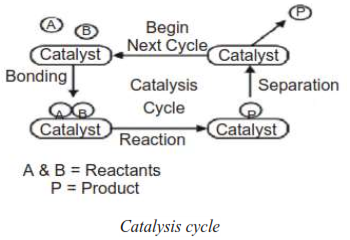 A
B
Begin
Next Cycle
P
Catalyst
Catalyst
Bonding
Catalysis
Cycle
Separation
A B
P
Catalyst
Reaction
Catalyst
A & B = Reactants
P = Product
Catalysis cycle